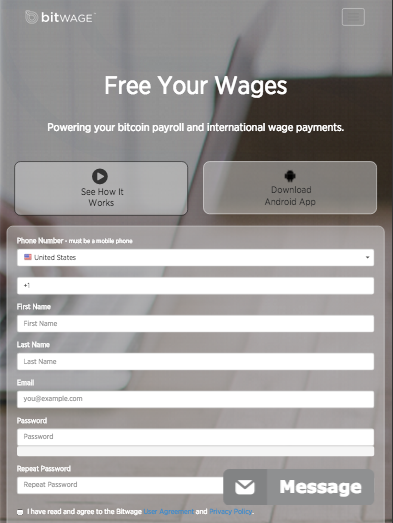 bitWAGE
Free Your Wages
Powering your bitcoin payroll and international wage payments.
See How It
Works
Download
Android App
Phone Number - must be a mobile phone
United States
+1
First Name
First Name
Last Name
Last Name
Email
you@example.com
Password
Password
Repeat Password
Repeat Password
Message
I have read and agree to the Bitwage User Agreement and Privacy Policy.